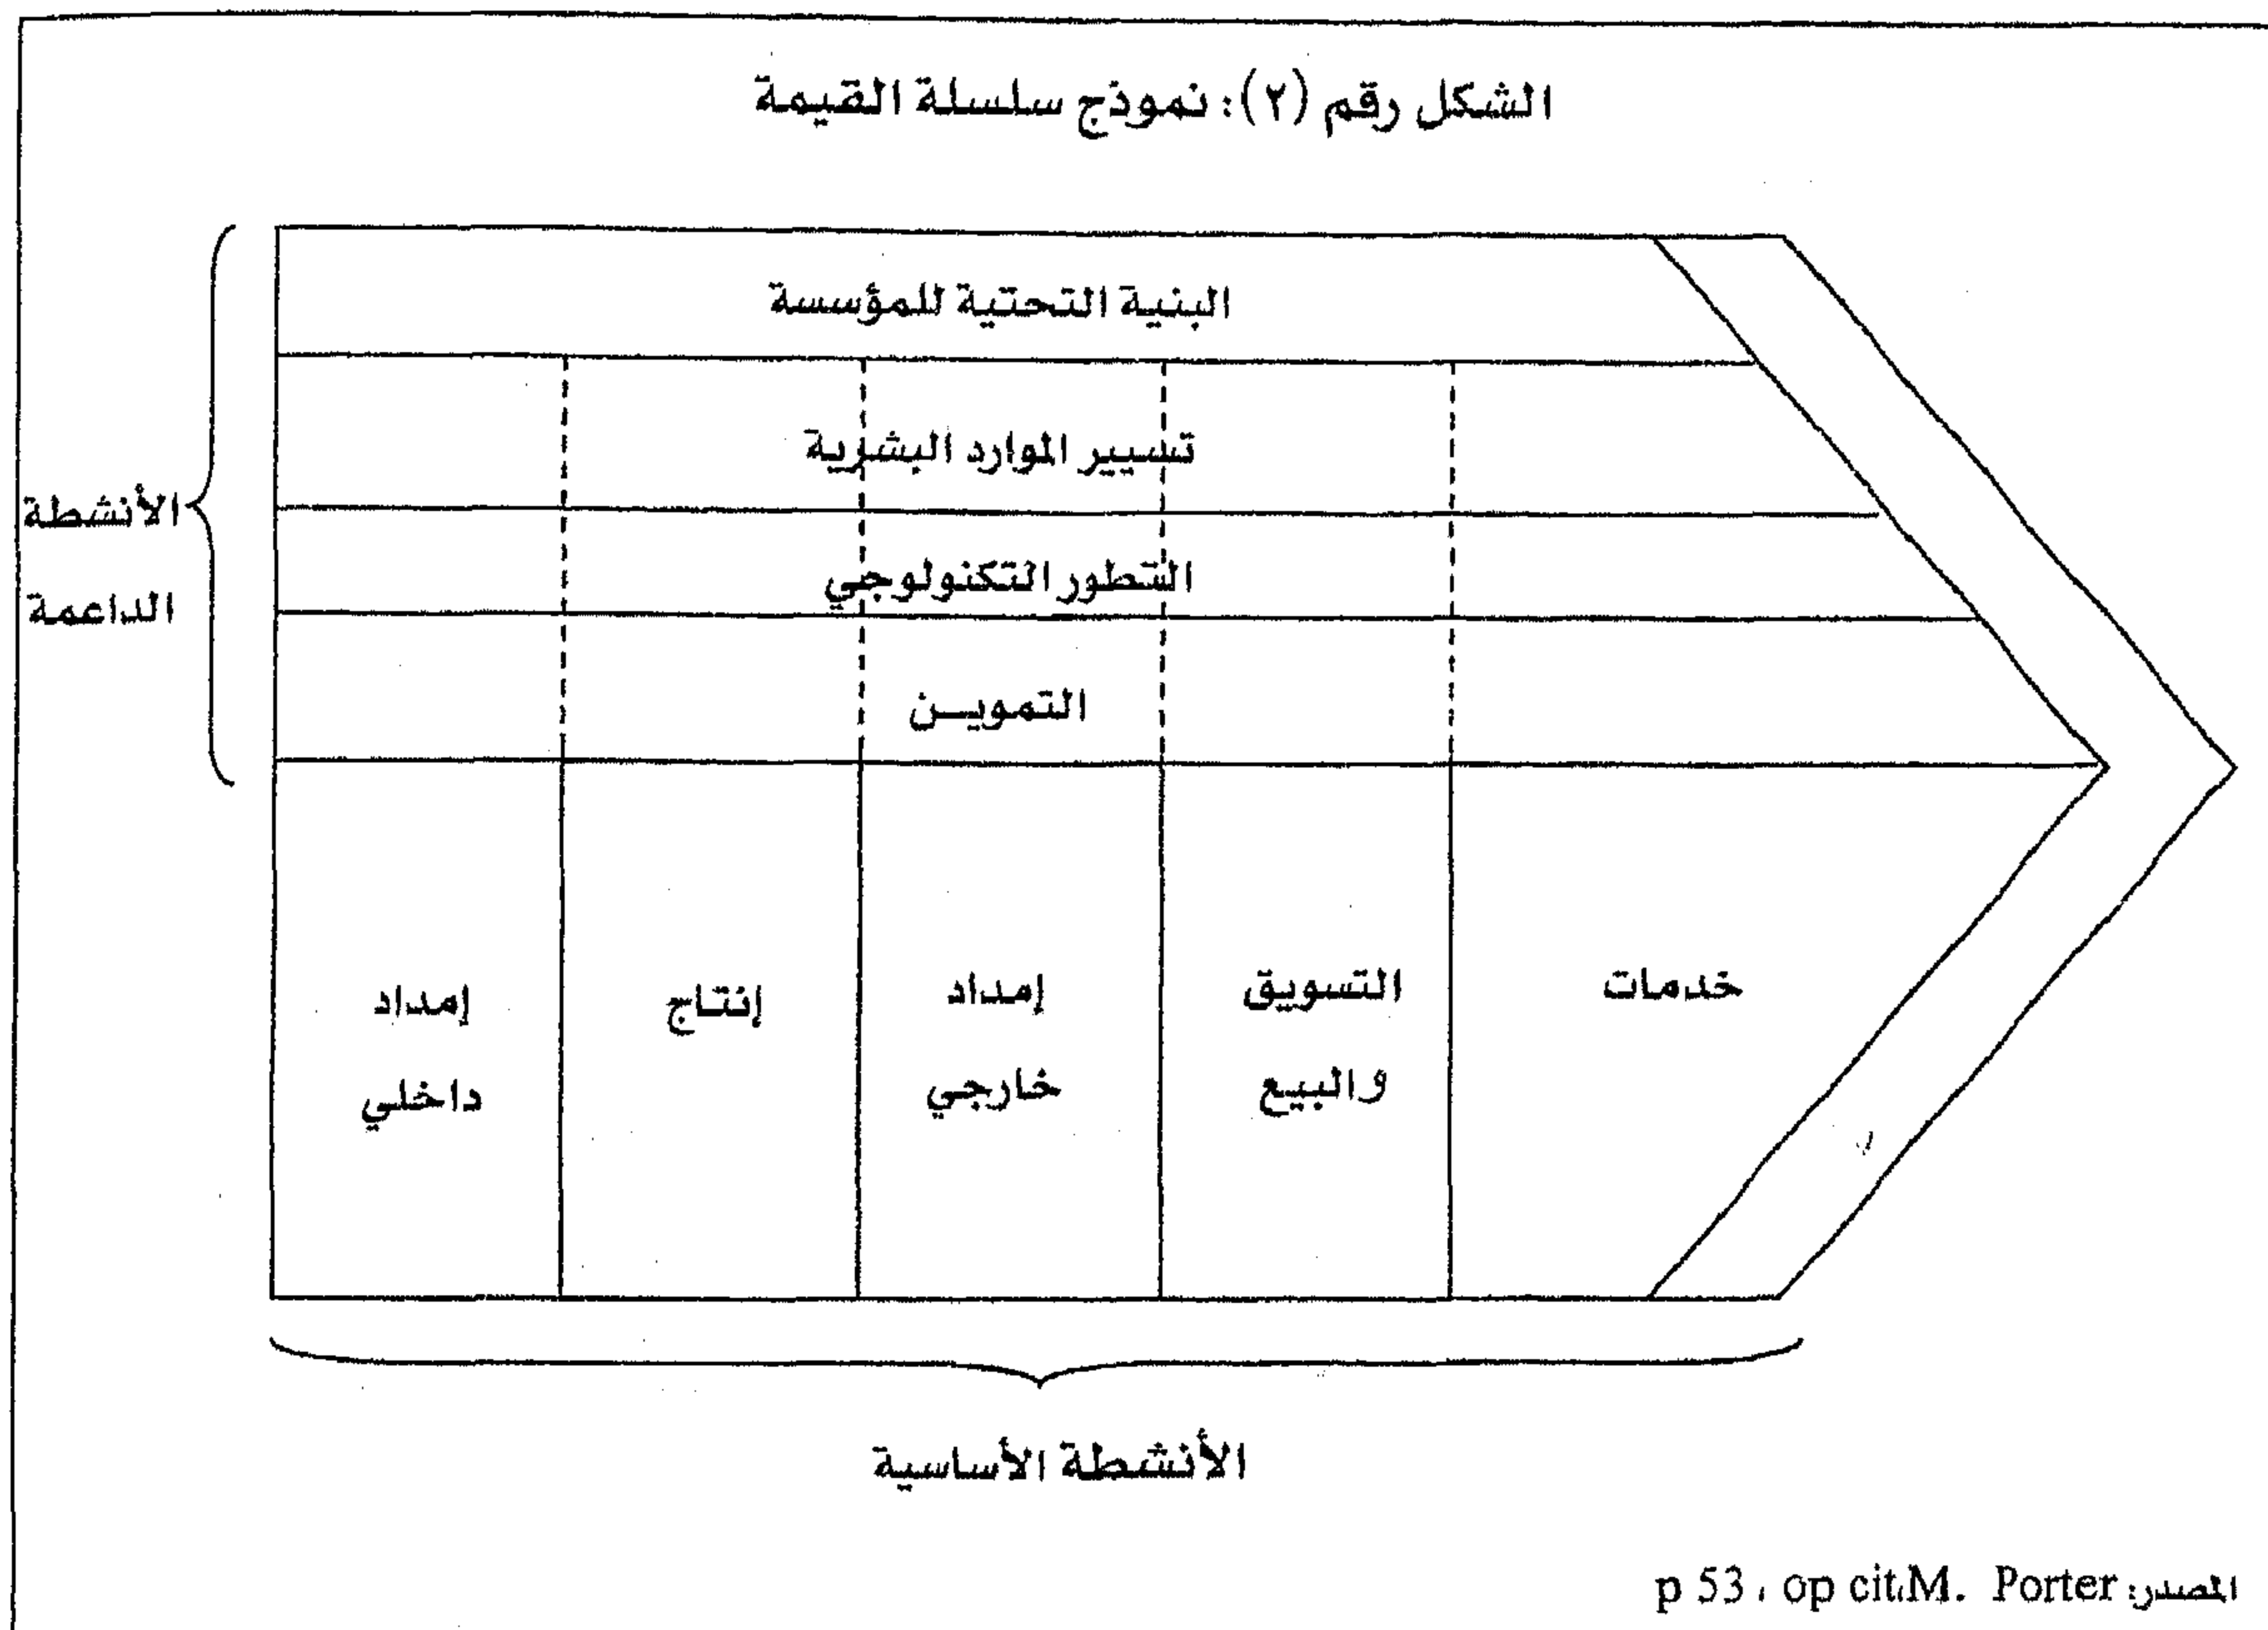 الشكل رقم (٢): نموذج سلسلة القيمة
البنية التحتية للمؤسسة
تسيير الموارد البشرية
الأنشطة
الداعمة
التطور التكنولوجي
التمويــن
خدمات
التسويق
والبيع
إمداد
خارجي
إنتاج
إمداد
داخلي
الأنشطة الأساسية
المصدر: M. Porter، op cit، p 53